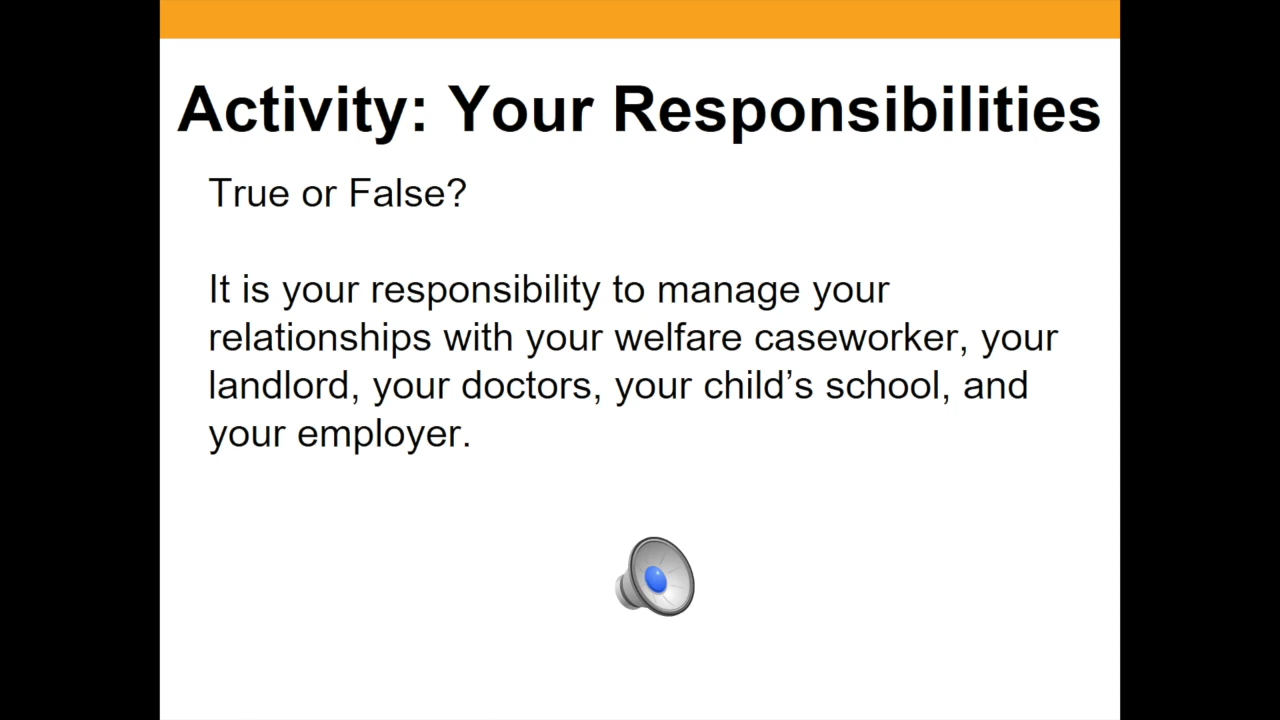 Activity: Your Responsibilities
True or False?
It is your responsibility to manage your
relationships with your welfare caseworker, your
landlord, your doctors, your child’s school, and
your employer.